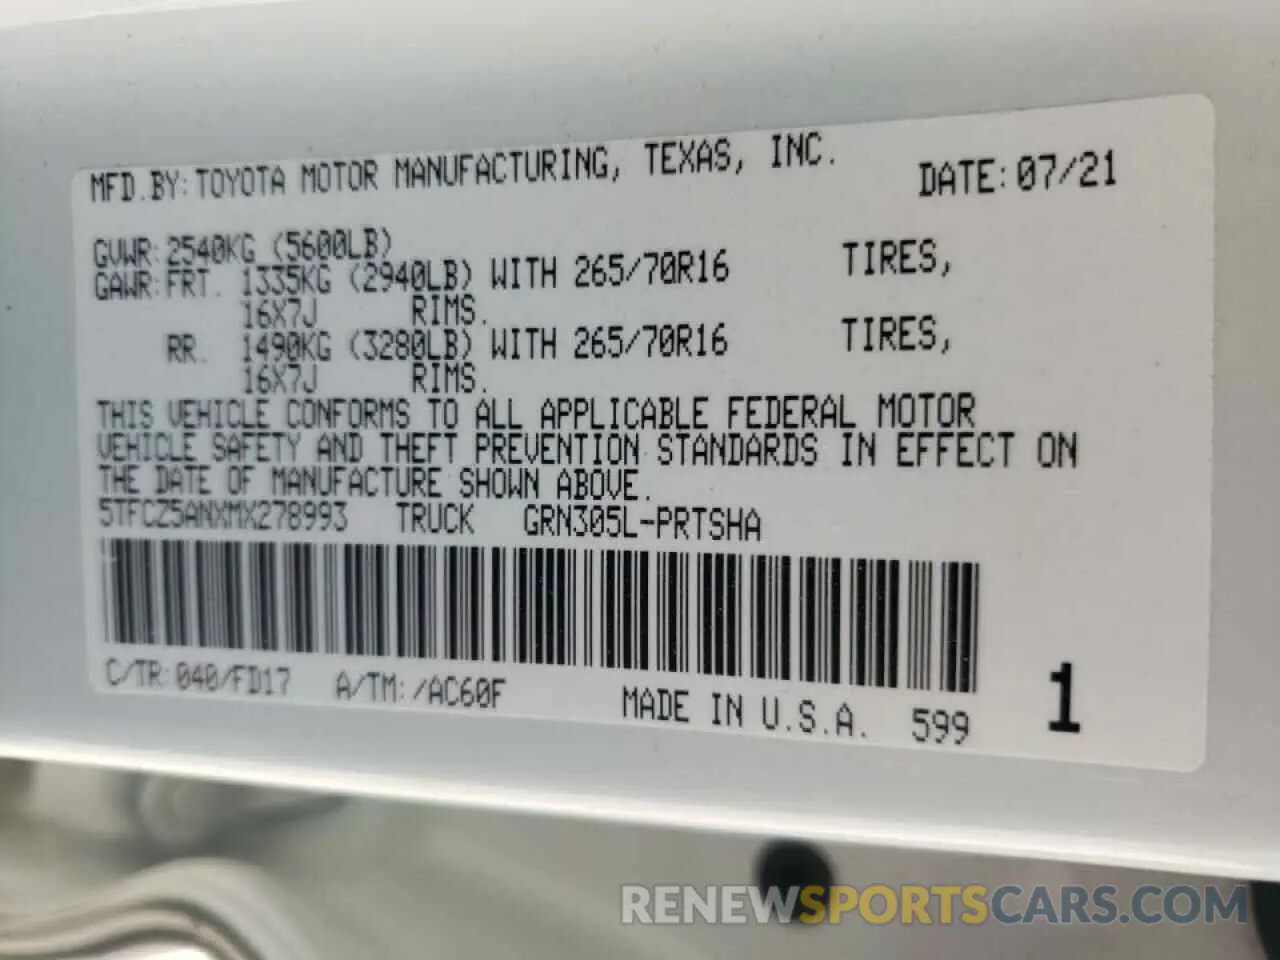 MFD.BY: TOYOTA MOTOR MANUFACTURING, TEXAS, INC. DATE: 07/21
GVWR: 2540KG (5600LB)
GAWR: FRT. 1335KG (2940LB) WITH 265/70R16 TIRES,
16X7J RIMS.
RR. 1490KG (3280LB) WITH 265/70R16 TIRES,
16X7J RIMS.
THIS VEHICLE CONFORMS TO ALL APPLICABLE FEDERAL MOTOR
VEHICLE SAFETY AND THEFT PREVENTION STANDARDS IN EFFECT ON
THE DATE OF MANUFACTURE SHOWN ABOVE.
5TFCZ5ANXMX278993 TRUCK GRN305L-PRTSHA
C/TR: 040/FD17 A/TM: /AC60F MADE IN U.S.A. 599 1
RENEWSPORTSCARS.COM